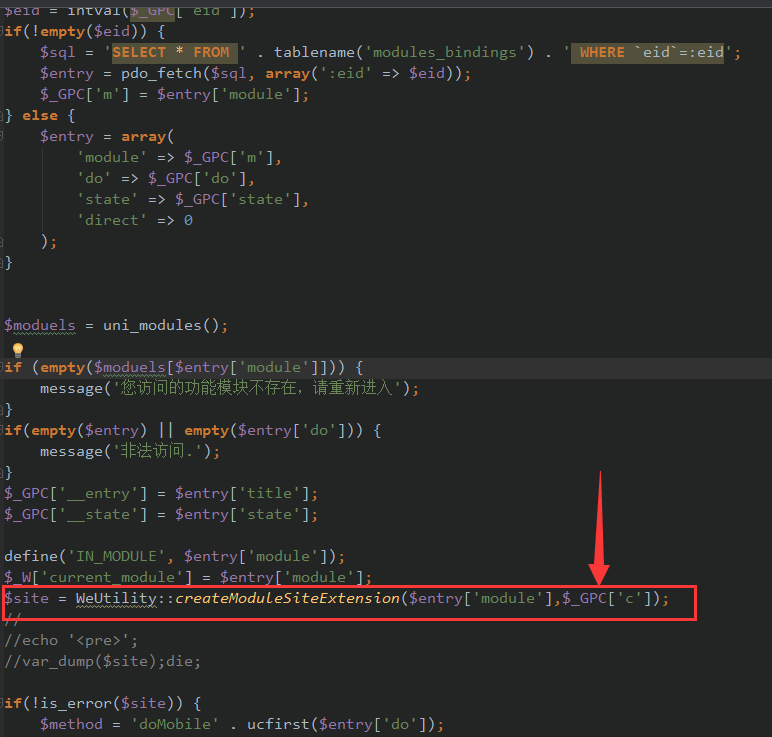 $eid = intval($_GPC['eid']);
if(!empty($eid)) {
$sql = 'SELECT * FROM ' . tablename('modules_bindings') . ' WHERE `eid`=:eid';
$entry = pdo_fetch($sql, array(':eid' => $eid));
$_GPC['m'] = $entry['module'];
} else {
$entry = array(
'module' => $_GPC['m'],
'do' => $_GPC['do'],
'state' => $_GPC['state'],
'direct' => 0
);
}
$moduels = uni_modules();
if (empty($moduels[$entry['module']])) {
message('您访问的功能模块不存在，请重新进入');
}
if(empty($entry) || empty($entry['do'])) {
message('非法访问.');
}
$_GPC['__entry'] = $entry['title'];
$_GPC['__state'] = $entry['state'];
define('IN_MODULE', $entry['module']);
$_W['current_module'] = $entry['module'];
$site = WeUtility::createModuleSiteExtension($entry['module'],$_GPC['c']);
//
//echo '<pre>';
//var_dump($site);die;
if(!is_error($site)) {
$method = 'doMobile' . ucfirst($entry['do']);